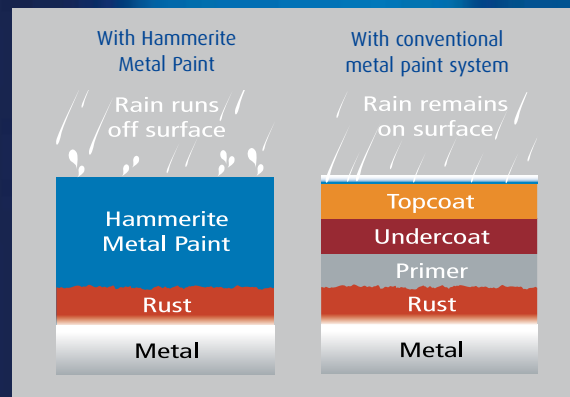 With Hammerite
Metal Paint
Rain runs
off surface
Hammerite
Metal Paint
Rust
Metal
With conventional
metal paint system
Rain remains
on surface
Topcoat
Undercoat
Primer
Rust
Metal